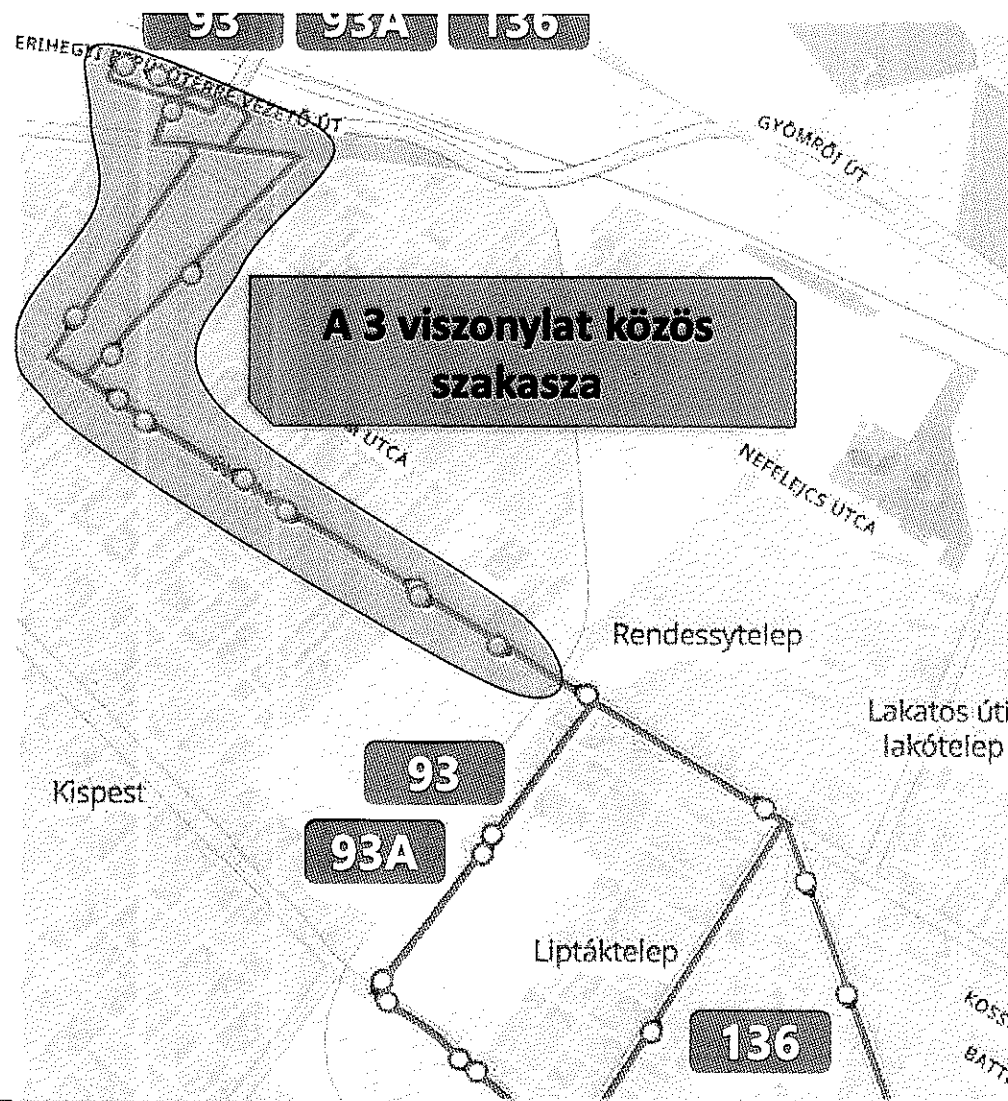 93 93A 136
VEZETŐ ÚT
GYÖMRŐI ÚT
A 3 viszonylat közös
szakasza
UTCA
NEFELEJCS UTCA
Rendessytelep
Lakatos úti
lakótelep
93
Kispest
93A
Liptáktelep
136
KOSS
BATT